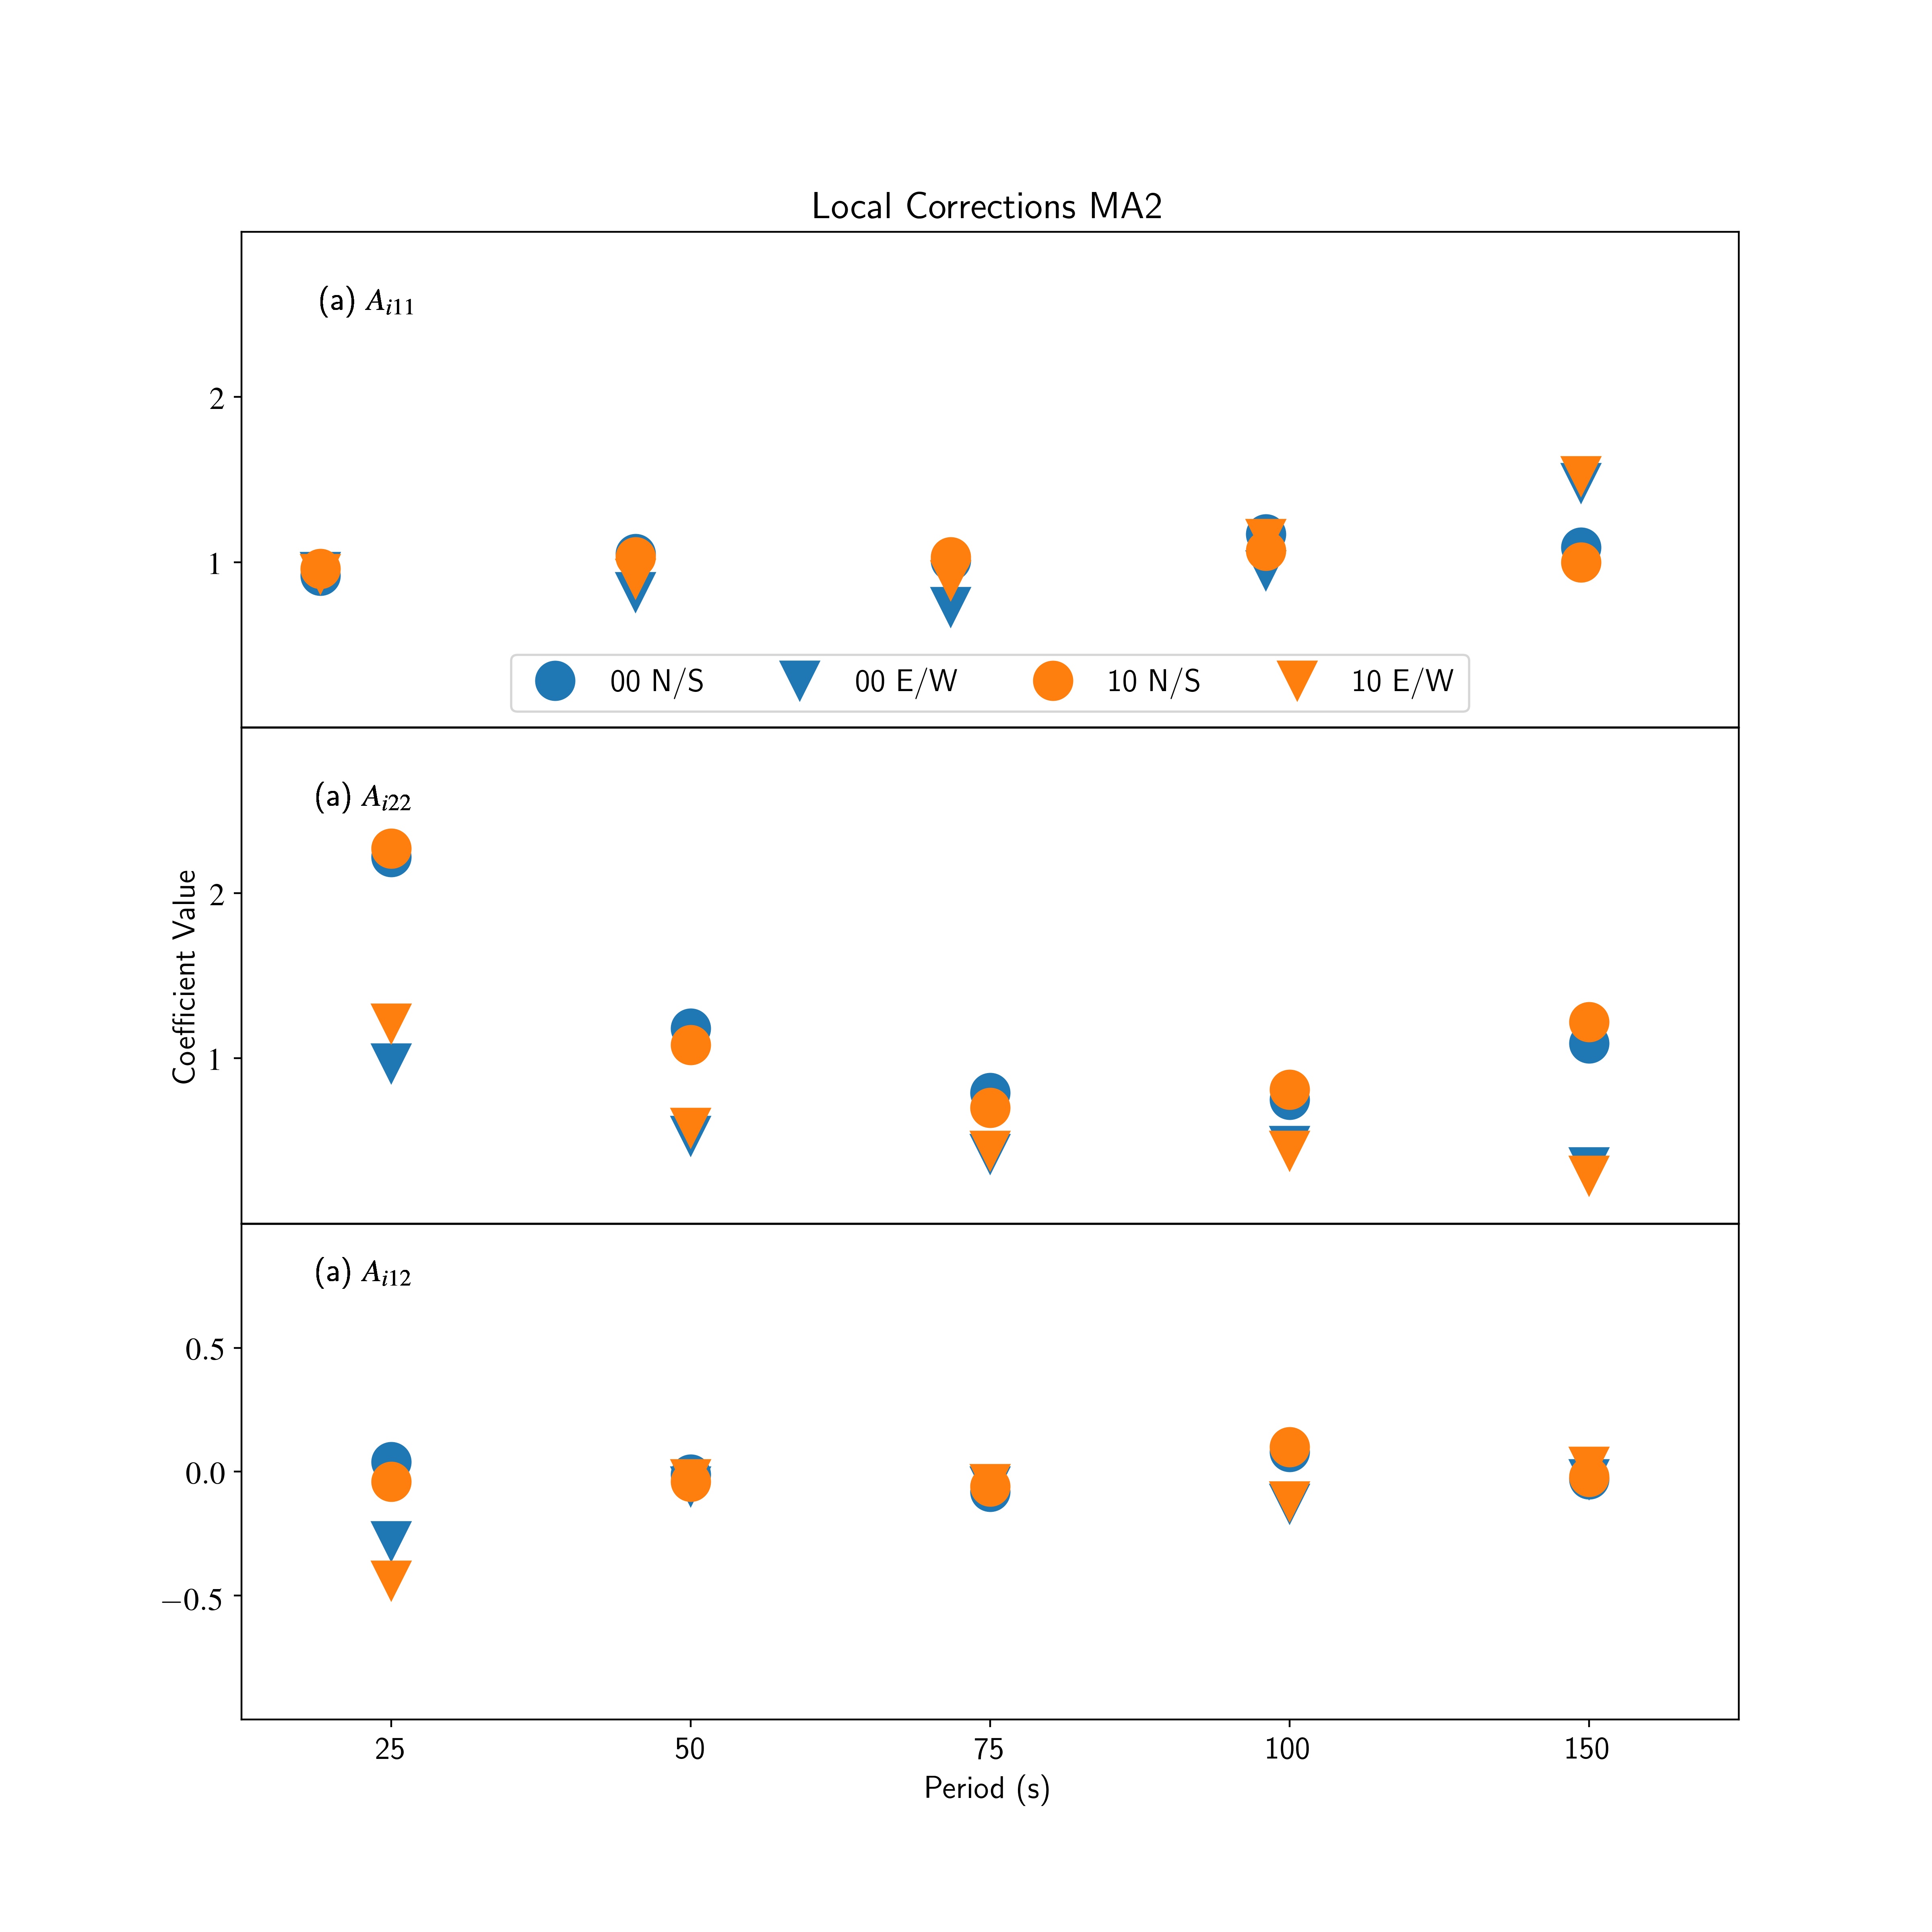 Local Corrections MA2
(a) A_{i11}
2
1
00 N/S 00 E/W 10 N/S 10 E/W
(a) A_{i22}
Coefficient Value
2
1
(a) A_{i12}
0.5
0.0
−0.5
25 50 75 100 150
Period (s)